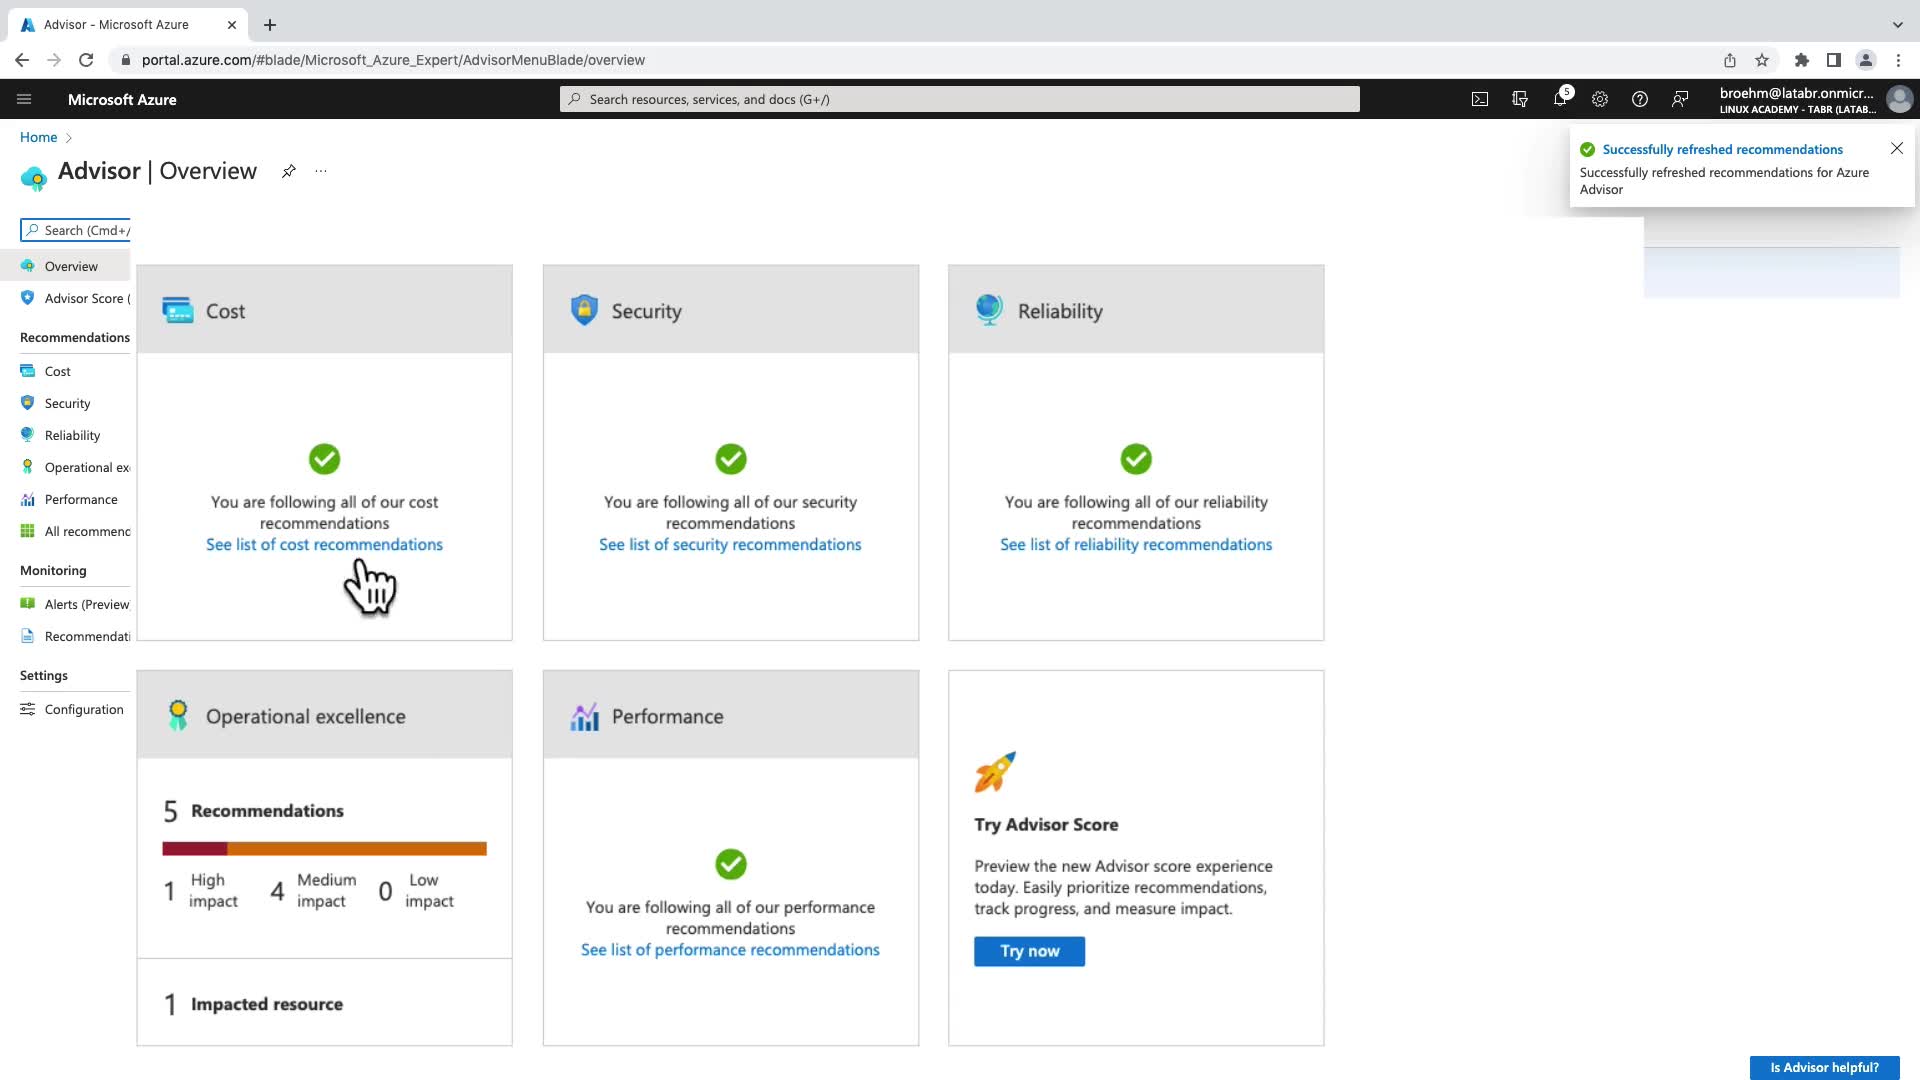 Advisor - Microsoft Azure
portal.azure.com/#blade/Microsoft_Azure_Expert/AdvisorMenuBlade/overview
Microsoft Azure
Search resources, services, and docs (G+/)
5
broehm@latabr.onmicr...
LINUX ACADEMY - TABR (LATAB...
Home
Advisor | Overview
...
Successfully refreshed recommendations
Successfully refreshed recommendations for Azure
Advisor
Search (Cmd+/
Overview
Advisor Score (
Recommendations
Cost
Security
Reliability
Operational ex
Performance
All recommend
Monitoring
Alerts (Preview
Recommendati
Settings
Configuration
Cost
You are following all of our cost
recommendations
See list of cost recommendations
Security
You are following all of our security
recommendations
See list of security recommendations
Reliability
You are following all of our reliability
recommendations
See list of reliability recommendations
Operational excellence
5 Recommendations
1 High impact
4 Medium impact
0 Low impact
1 Impacted resource
Performance
You are following all of our performance
recommendations
See list of performance recommendations
Try Advisor Score
Preview the new Advisor score experience
today. Easily prioritize recommendations,
track progress, and measure impact.
Try now
Is Advisor helpful?